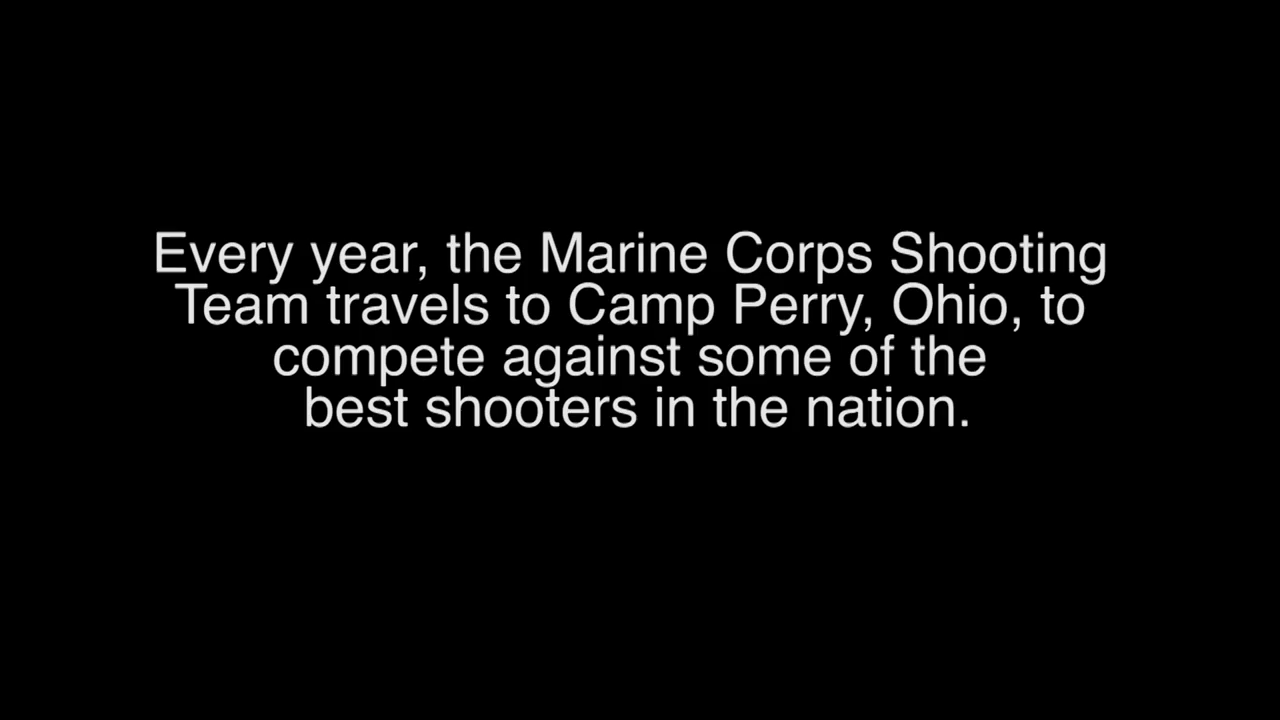 Every year, the Marine Corps Shooting
Team travels to Camp Perry, Ohio, to
compete against some of the
best shooters in the nation.